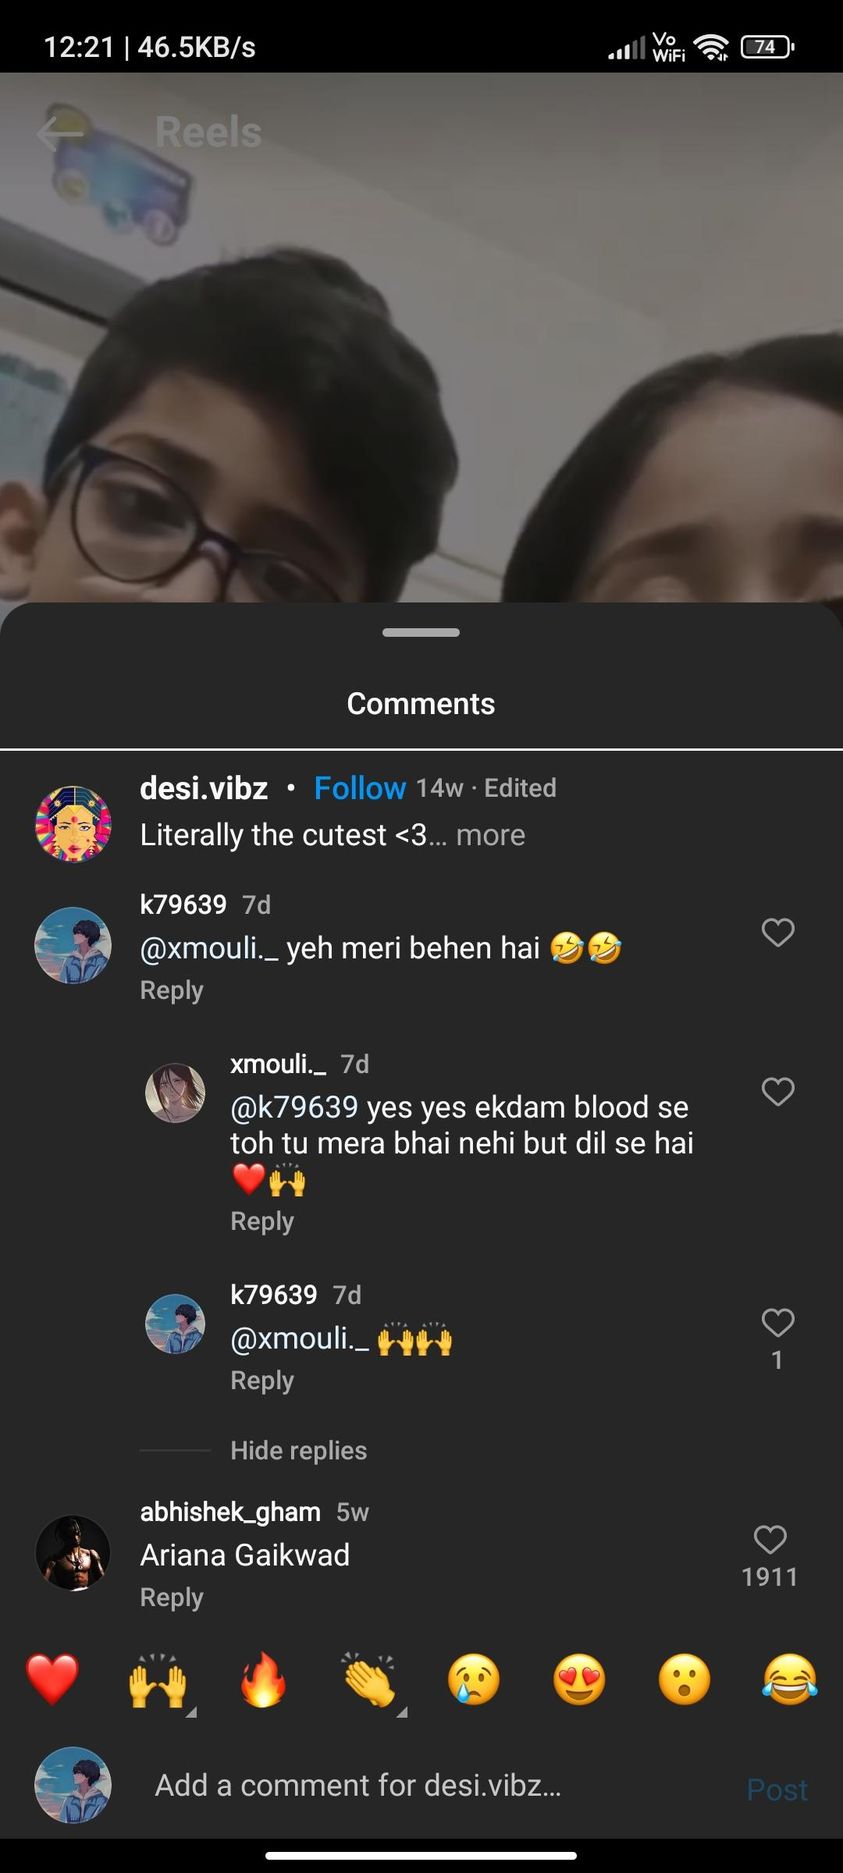 12:21 | 46.5KB/s
Vo
WiFi
74
Reels
Comments
desi.vibz • Follow 14w · Edited
Literally the cutest <3... more
k79639 7d
@xmouli._ yeh meri behen hai 🤣🤣
Reply
xmouli._ 7d
@k79639 yes yes ekdam blood se
toh tu mera bhai nehi but dil se hai
❤️🙌
Reply
k79639 7d
@xmouli._ 🙌🙌
1
Reply
Hide replies
abhishek_gham 5w
Ariana Gaikwad
1911
Reply
❤️🙌🔥👏😢😍😮😂
Add a comment for desi.vibz...
Post